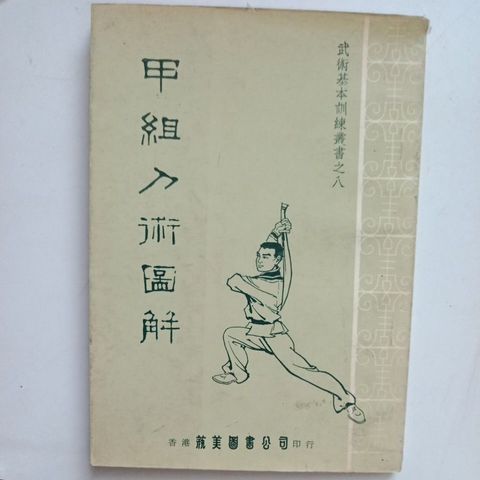 武術基本訓練叢書之八
甲組刀術圖解
香港 蓺美圖書公司 印行